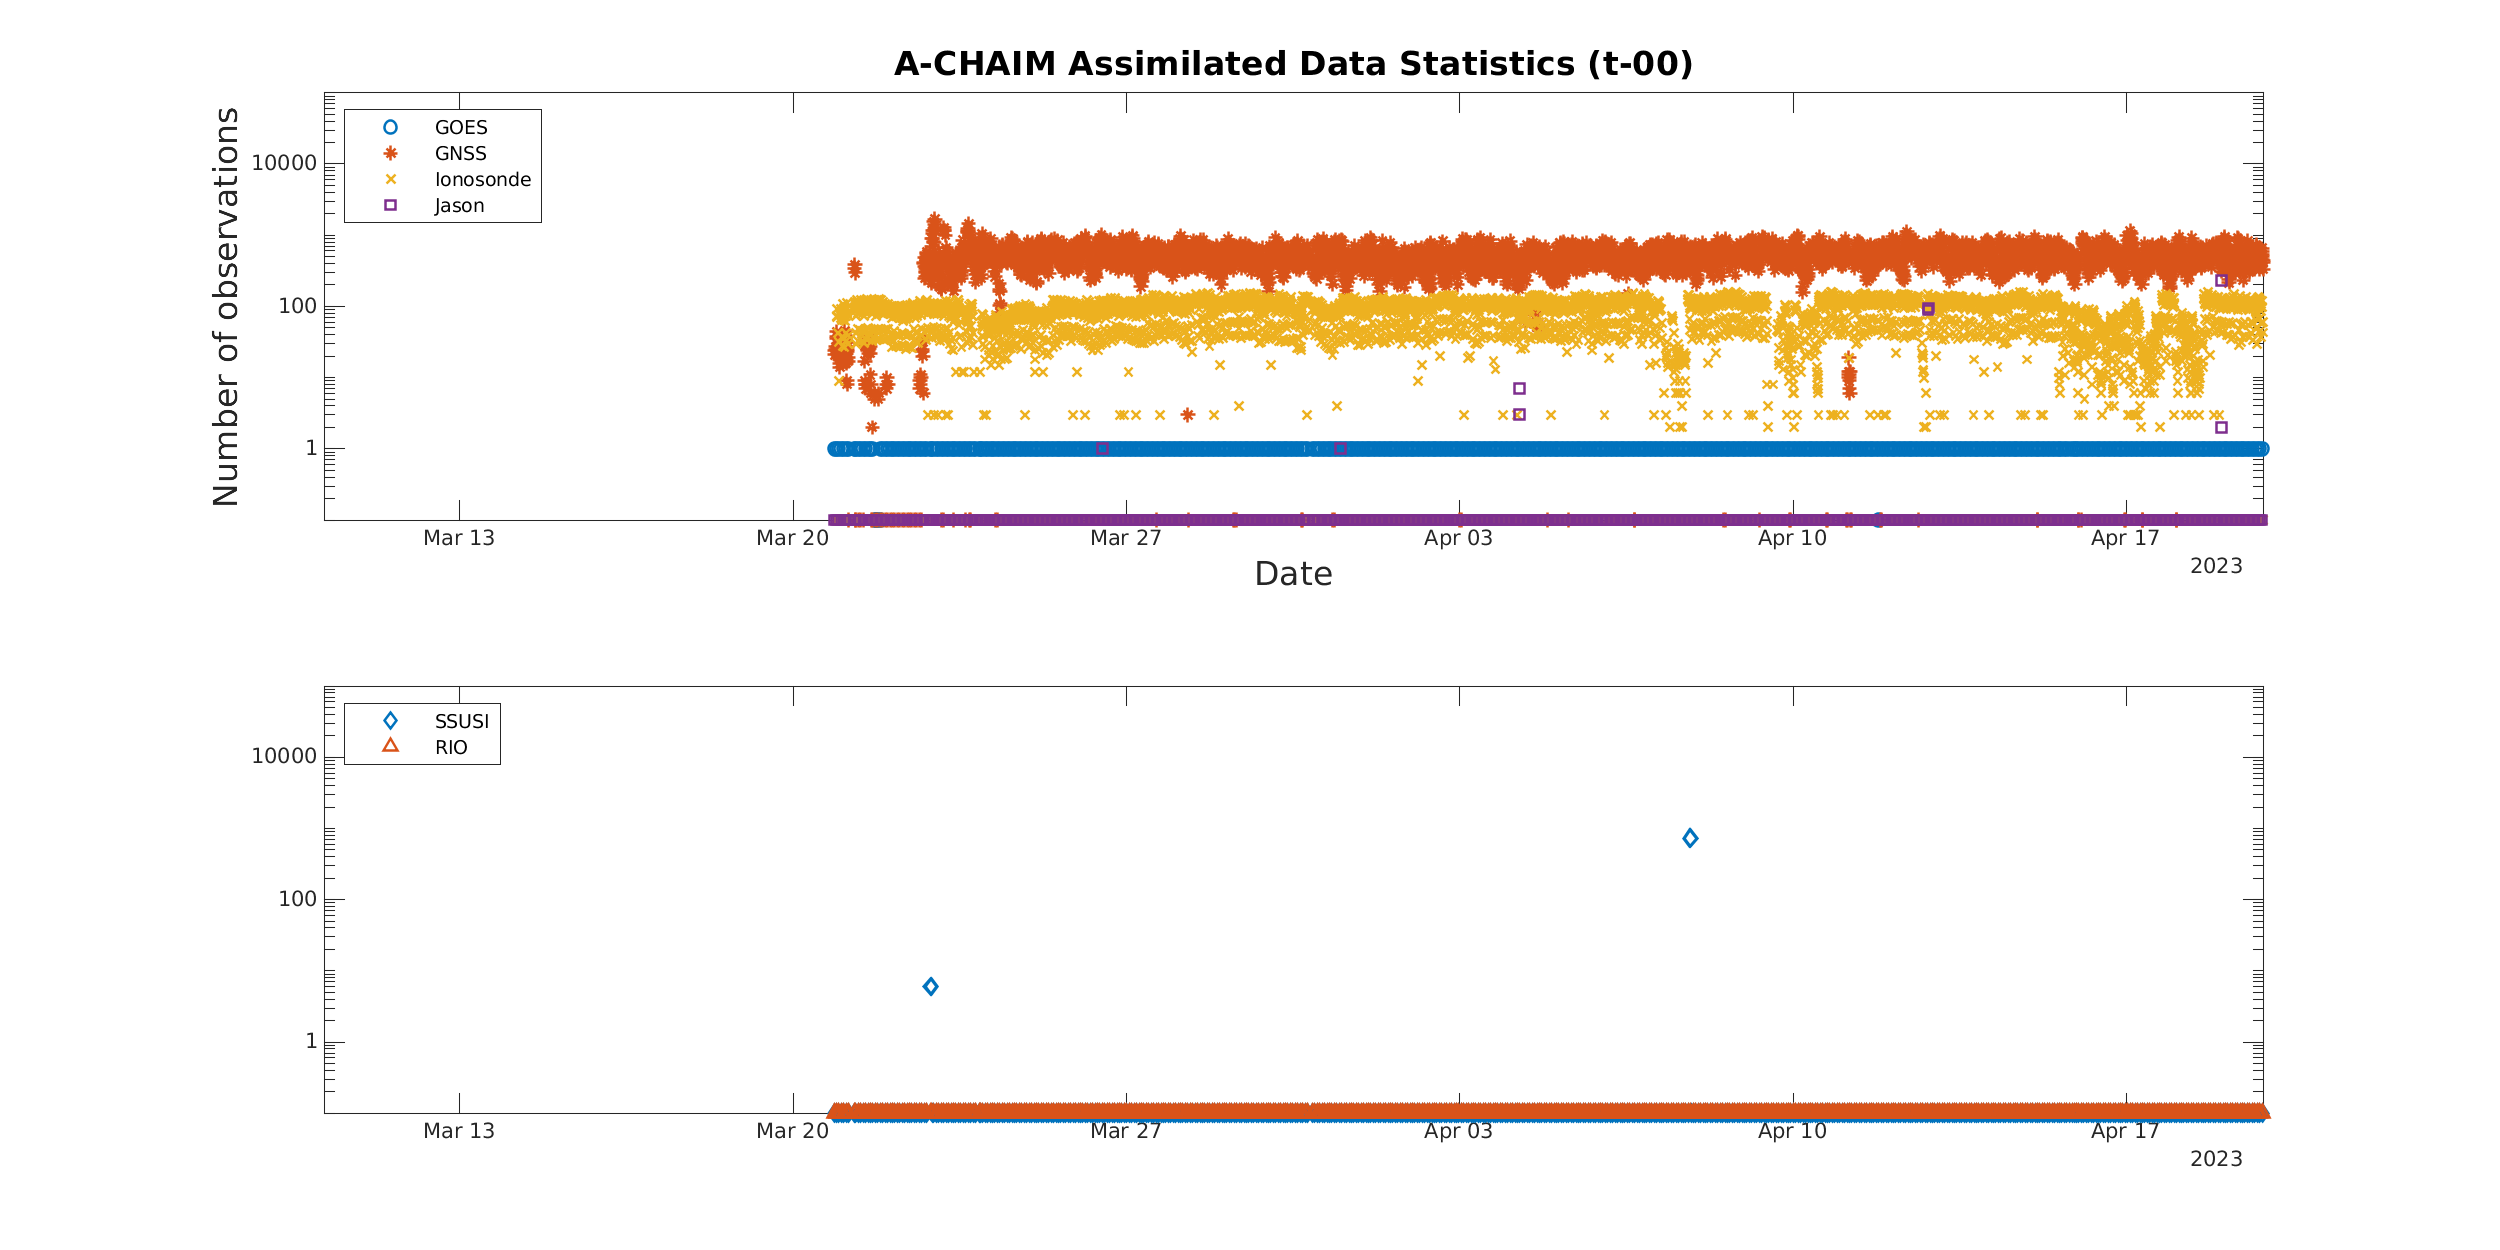 A-CHAIM Assimilated Data Statistics (t-00)
Number of observations
GOES
GNSS
Ionosonde
Jason
10000
100
1
Mar 13 Mar 20 Mar 27 Apr 03 Apr 10 Apr 17
2023
Date
SSUSI
RIO
10000
100
1
Mar 13 Mar 20 Mar 27 Apr 03 Apr 10 Apr 17
2023